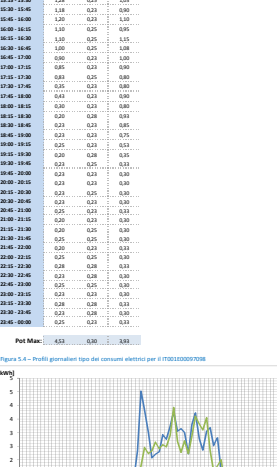 15:30 - 15:45 1,18 0,23 0,90
15:45 - 16:00 1,20 0,23 1,10
16:00 - 16:15 1,10 0,25 0,95
16:15 - 16:30 1,10 0,25 1,15
16:30 - 16:45 1,00 0,25 1,08
16:45 - 17:00 0,90 0,23 1,00
17:00 - 17:15 0,85 0,23 0,90
17:15 - 17:30 0,83 0,25 0,80
17:30 - 17:45 0,35 0,23 0,80
17:45 - 18:00 0,43 0,23 0,90
18:00 - 18:15 0,30 0,23 0,80
18:15 - 18:30 0,20 0,28 0,93
18:30 - 18:45 0,23 0,23 0,85
18:45 - 19:00 0,23 0,23 0,75
19:00 - 19:15 0,25 0,23 0,53
19:15 - 19:30 0,20 0,28 0,35
19:30 - 19:45 0,23 0,25 0,33
19:45 - 20:00 0,23 0,23 0,30
20:00 - 20:15 0,23 0,23 0,30
20:15 - 20:30 0,25 0,23 0,30
20:30 - 20:45 0,23 0,23 0,30
20:45 - 21:00 0,25 0,23 0,33
21:00 - 21:15 0,20 0,23 0,30
21:15 - 21:30 0,20 0,25 0,30
21:30 - 21:45 0,25 0,25 0,30
21:45 - 22:00 0,20 0,23 0,33
22:00 - 22:15 0,25 0,25 0,30
22:15 - 22:30 0,28 0,28 0,33
22:30 - 22:45 0,23 0,28 0,30
22:45 - 23:00 0,25 0,25 0,30
23:00 - 23:15 0,23 0,23 0,30
23:15 - 23:30 0,28 0,28 0,30
23:30 - 23:45 0,28 0,23 0,33
23:45 - 00:00 0,25 0,23 0,33
Pot Max: 4,53 0,30 3,93
Figura 5.4 – Profili giornalieri tipo dei consumi elettrici per il IT001E00097098
kWh]
5
5
4
4
3
3
2